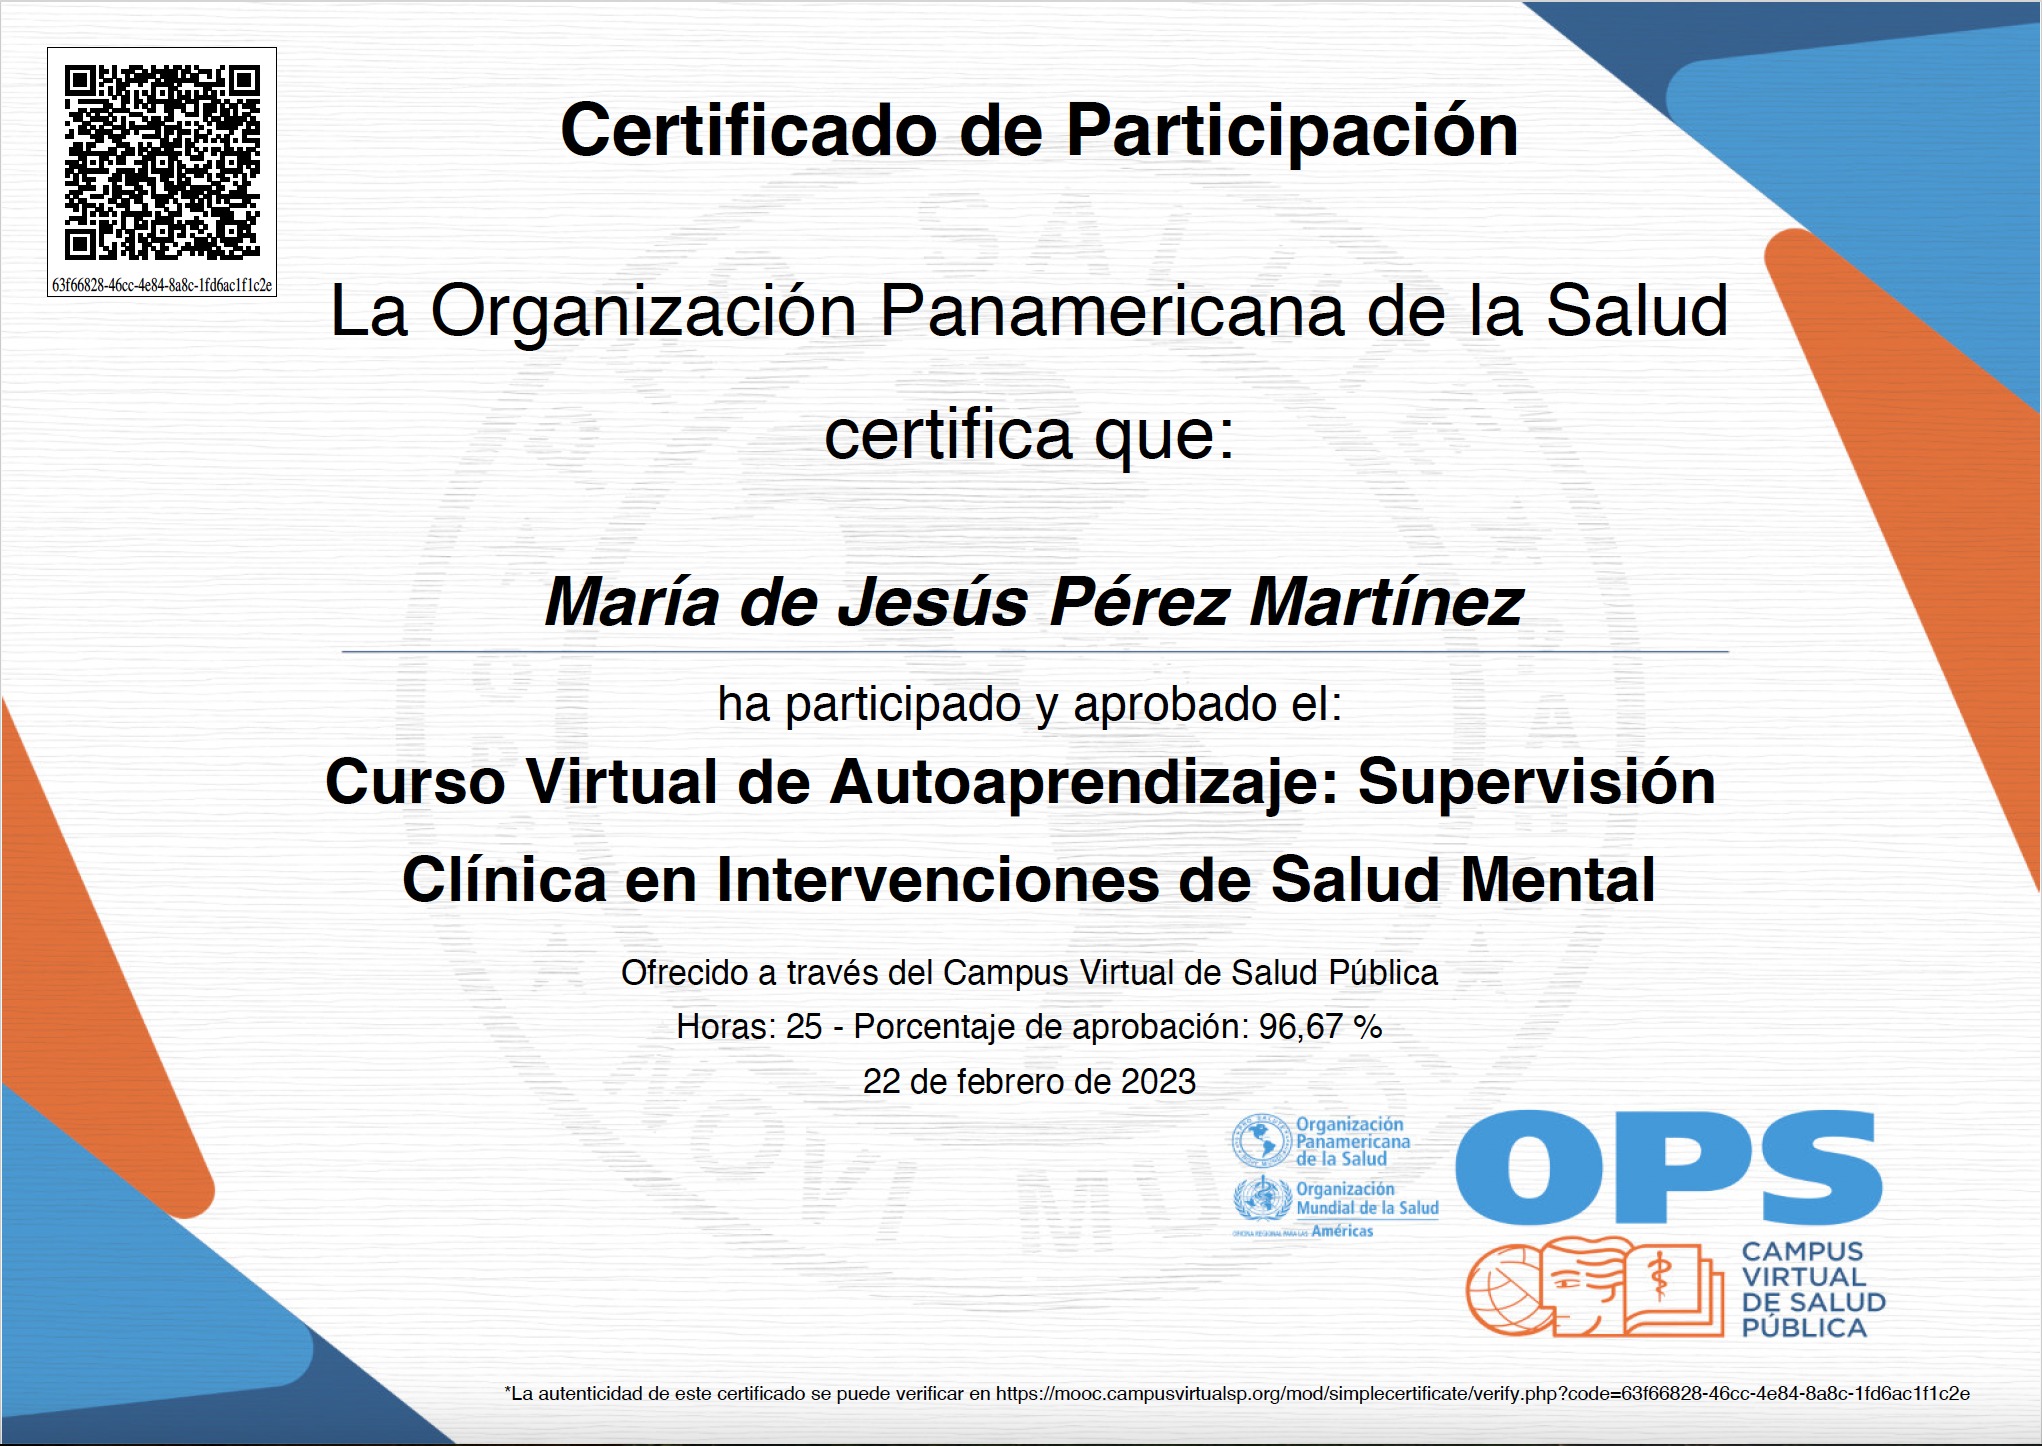 63f66828-46cc-4e84-8a8c-1fd6ac1f1c2e
Certificado de Participación
La Organización Panamericana de la Salud
certifica que:
María de Jesús Pérez Martínez
ha participado y aprobado el:
Curso Virtual de Autoaprendizaje: Supervisión
Clínica en Intervenciones de Salud Mental
Ofrecido a través del Campus Virtual de Salud Pública
Horas: 25 - Porcentaje de aprobación: 96,67 %
22 de febrero de 2023
Organización
Panamericana
de la Salud
Organización
Mundial de la Salud
OFICINA REGIONAL PARA LAS Américas
OPS
CAMPUS
VIRTUAL
DE SALUD
PÚBLICA
*La autenticidad de este certificado se puede verificar en https://mooc.campusvirtualsp.org/mod/simplecertificate/verify.php?code=63f66828-46cc-4e84-8a8c-1fd6ac1f1c2e